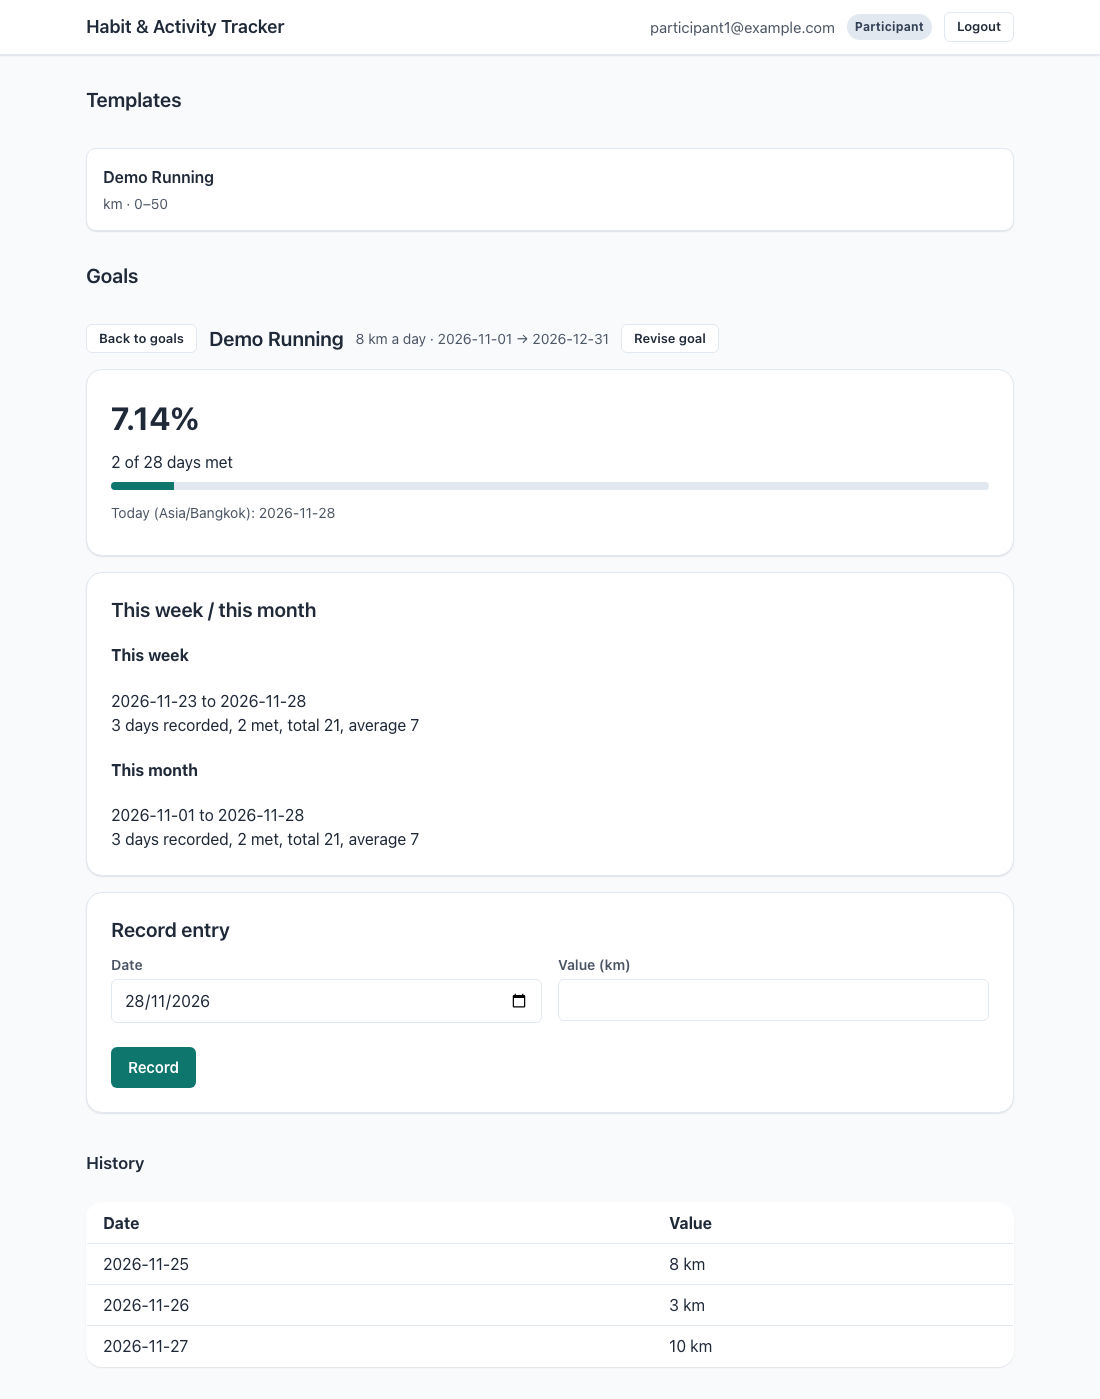 Habit & Activity Tracker
participant1@example.com
Participant
Logout
Templates
Demo Running
km · 0–50
Goals
Back to goals
Demo Running
8 km a day · 2026-11-01 → 2026-12-31
Revise goal
7.14%
2 of 28 days met
Today (Asia/Bangkok): 2026-11-28
This week / this month
This week
2026-11-23 to 2026-11-28
3 days recorded, 2 met, total 21, average 7
This month
2026-11-01 to 2026-11-28
3 days recorded, 2 met, total 21, average 7
Record entry
Date
Value (km)
28/11/2026
Record
History
Date
Value
2026-11-25
8 km
2026-11-26
3 km
2026-11-27
10 km